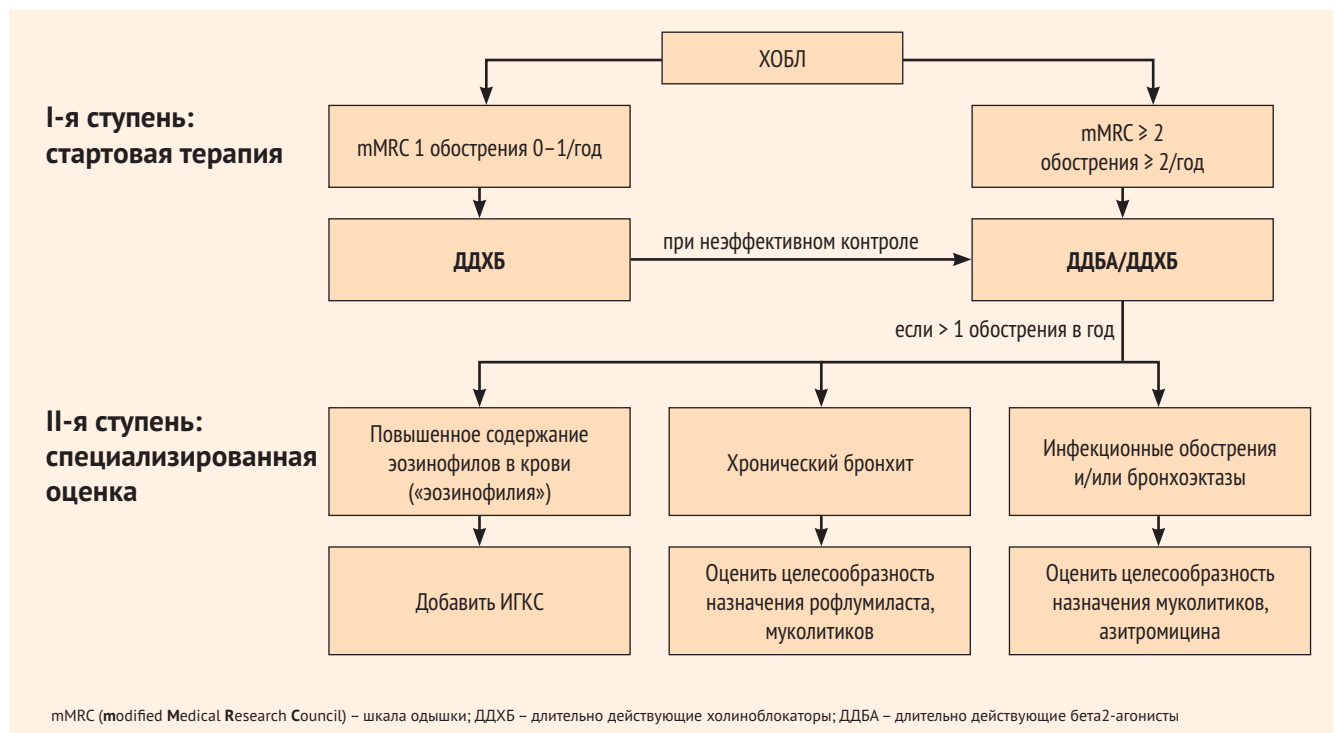 ХОБЛ
I-я ступень:
стартовая терапия
mMRC 1 обострения 0–1/год
mMRC ⩾ 2
обострения ⩾ 2/год
ДДХБ
при неэффективном контроле
ДДБА/ДДХБ
если > 1 обострения в год
II-я ступень:
специализированная
оценка
Повышенное содержание
эозинофилов в крови
(«эозинофилия»)
Хронический бронхит
Инфекционные обострения
и/или бронхоэктазы
Добавить ИГКС
Оценить целесообразность
назначения рофлумиласта,
муколитиков
Оценить целесообразность
назначения муколитиков,
азитромицина
mMRC (modified Medical Research Council) – шкала одышки; ДДХБ – длительно действующие холиноблокаторы; ДДБА – длительно действующие бета2-агонисты